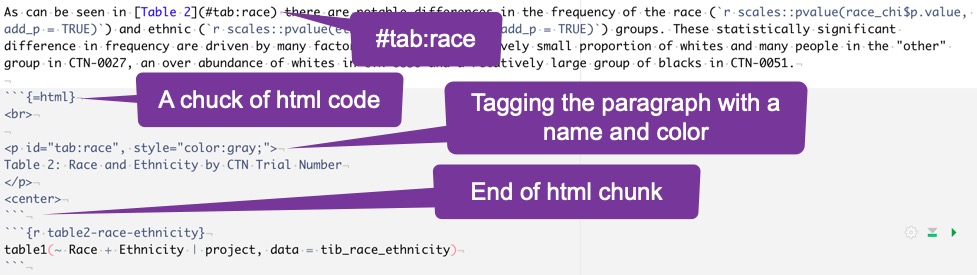 As can be seen in [Table 2](#tab:race) there are notable differences in the frequency of the race (`r scales::pvalue(race_chi$p.value,
add_p = TRUE)`) and ethnic (`r scales::pvalue( add_p = TRUE)`) groups. These statistically significant
#tab:race
difference in frequency are driven by many small proportion of whites and many people in the "other"
group in CTN-0027, an over abundance of whites in relatively large group of blacks in CTN-0051.
```{=html}
A chuck of html code
<br>
Tagging the paragraph with a
name and color
<p id="tab:race", style="color:gray;">
Table 2: Race and Ethnicity by CTN Trial Number
</p>
<center>
End of html chunk
```
```{r table2-race-ethnicity}
table1(~ Race + Ethnicity | project, data = tib_race_ethnicity)
```